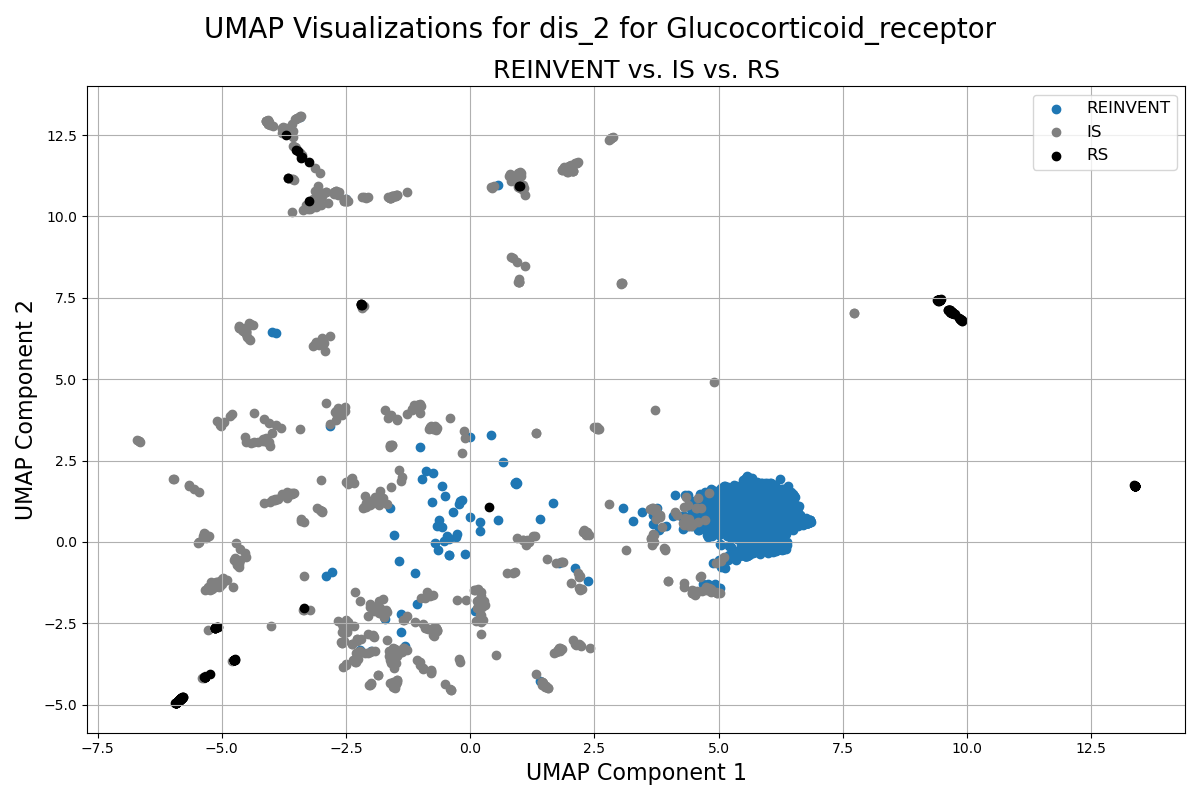 UMAP Visualizations for dis_2 for Glucocorticoid_receptor
REINVENT vs. IS vs. RS
REINVENT
IS
RS
12.5
10.0
7.5
5.0
2.5
0.0
−2.5
−5.0
UMAP Component 2
−7.5 −5.0 −2.5 0.0 2.5 5.0 7.5 10.0 12.5
UMAP Component 1